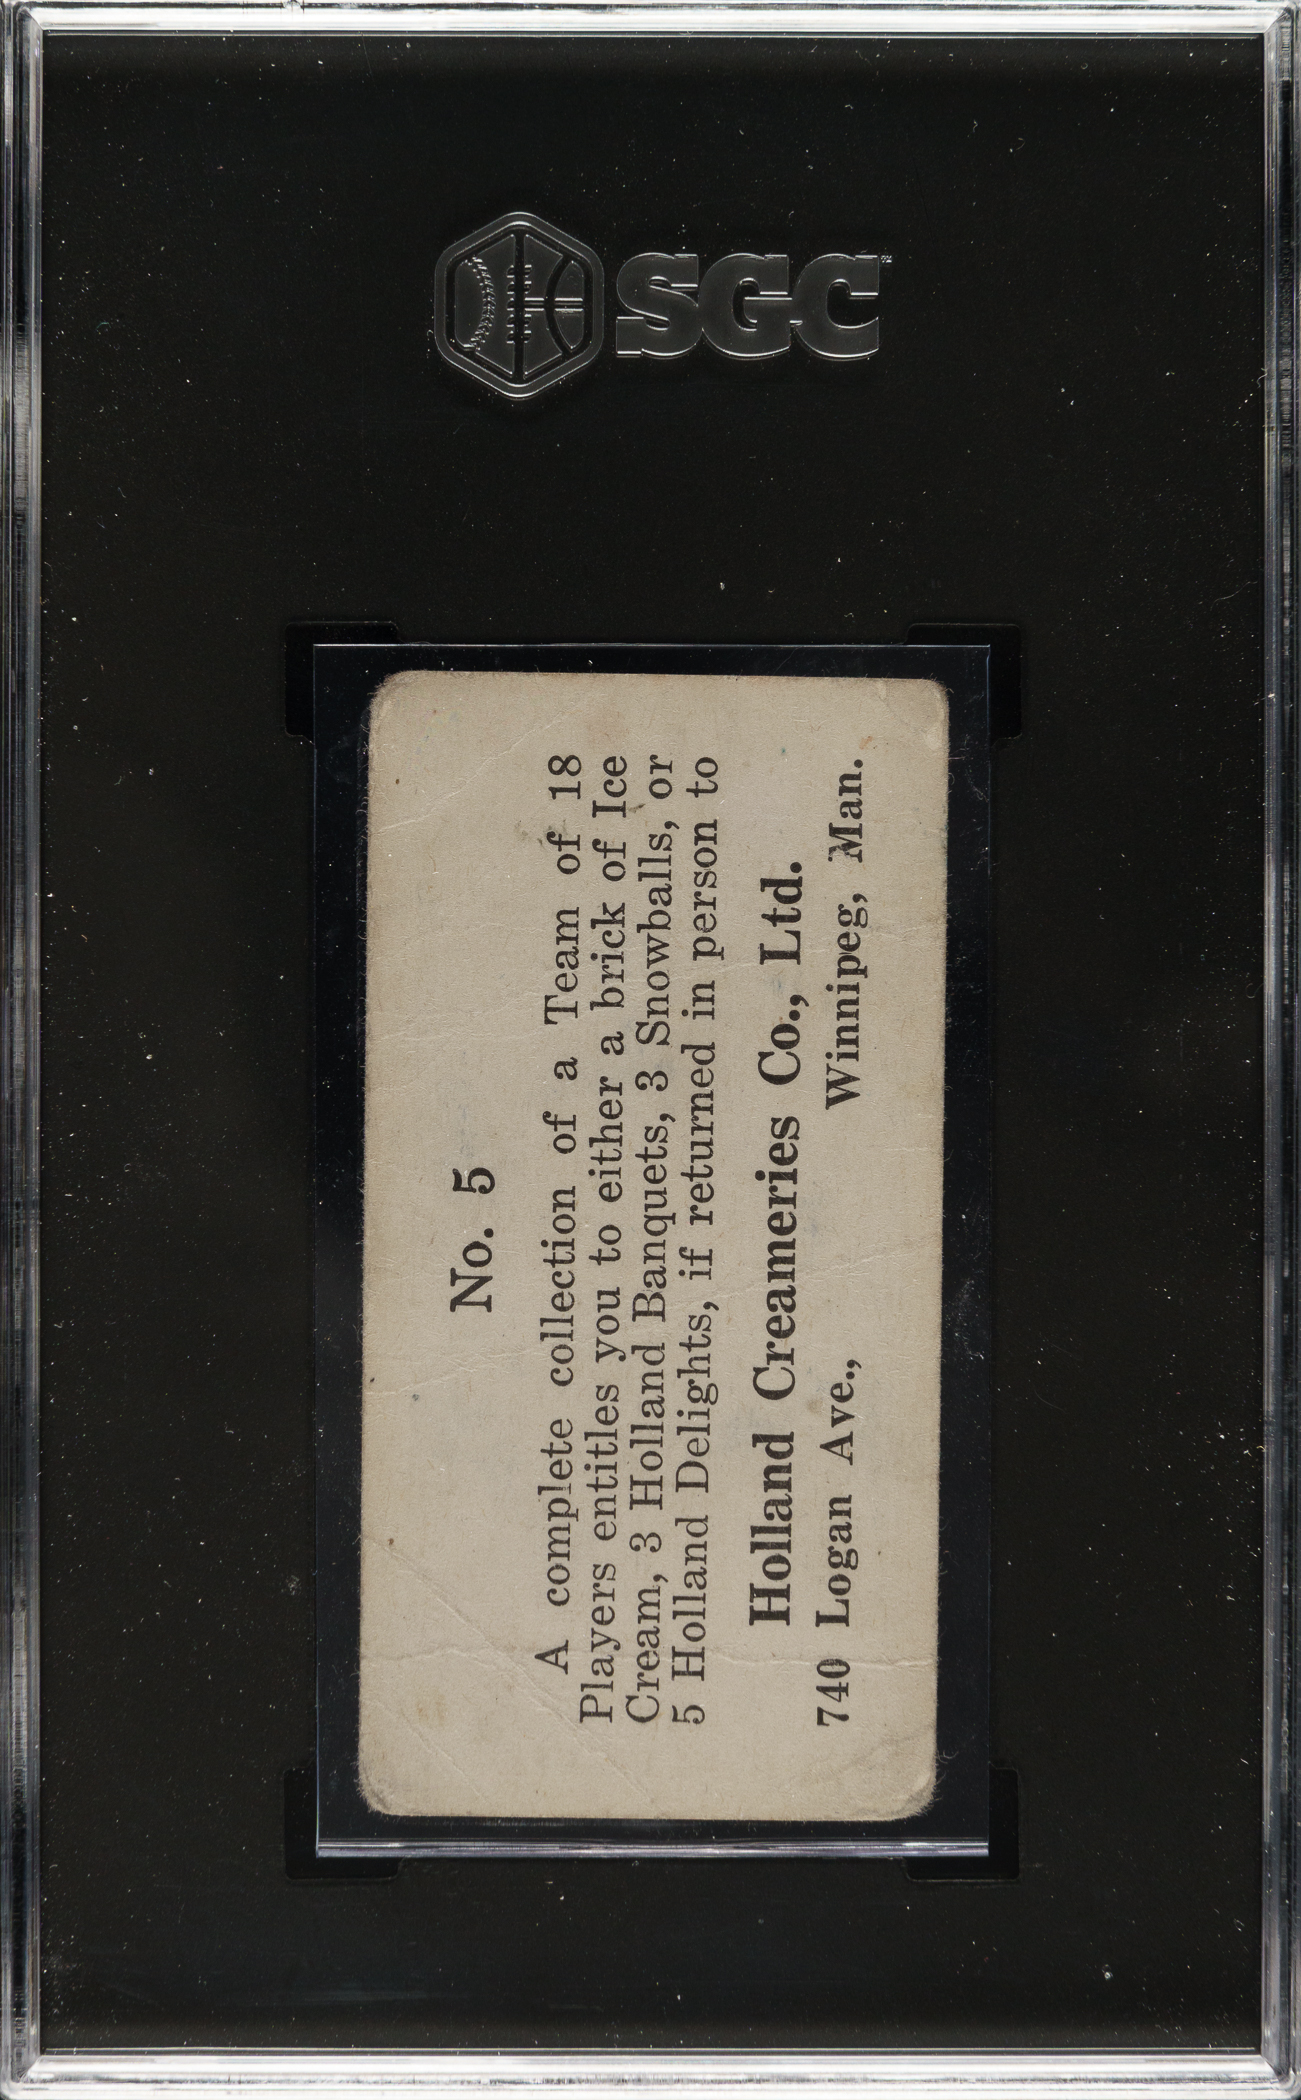 SGC
No. 5
A complete collection of a Team of 18
Players entitles you to either a brick of Ice
Cream, 3 Holland Banquets, 3 Snowballs, or
5 Holland Delights, if returned in person to
Holland Creameries Co., Ltd.
740 Logan Ave., Winnipeg, Man.